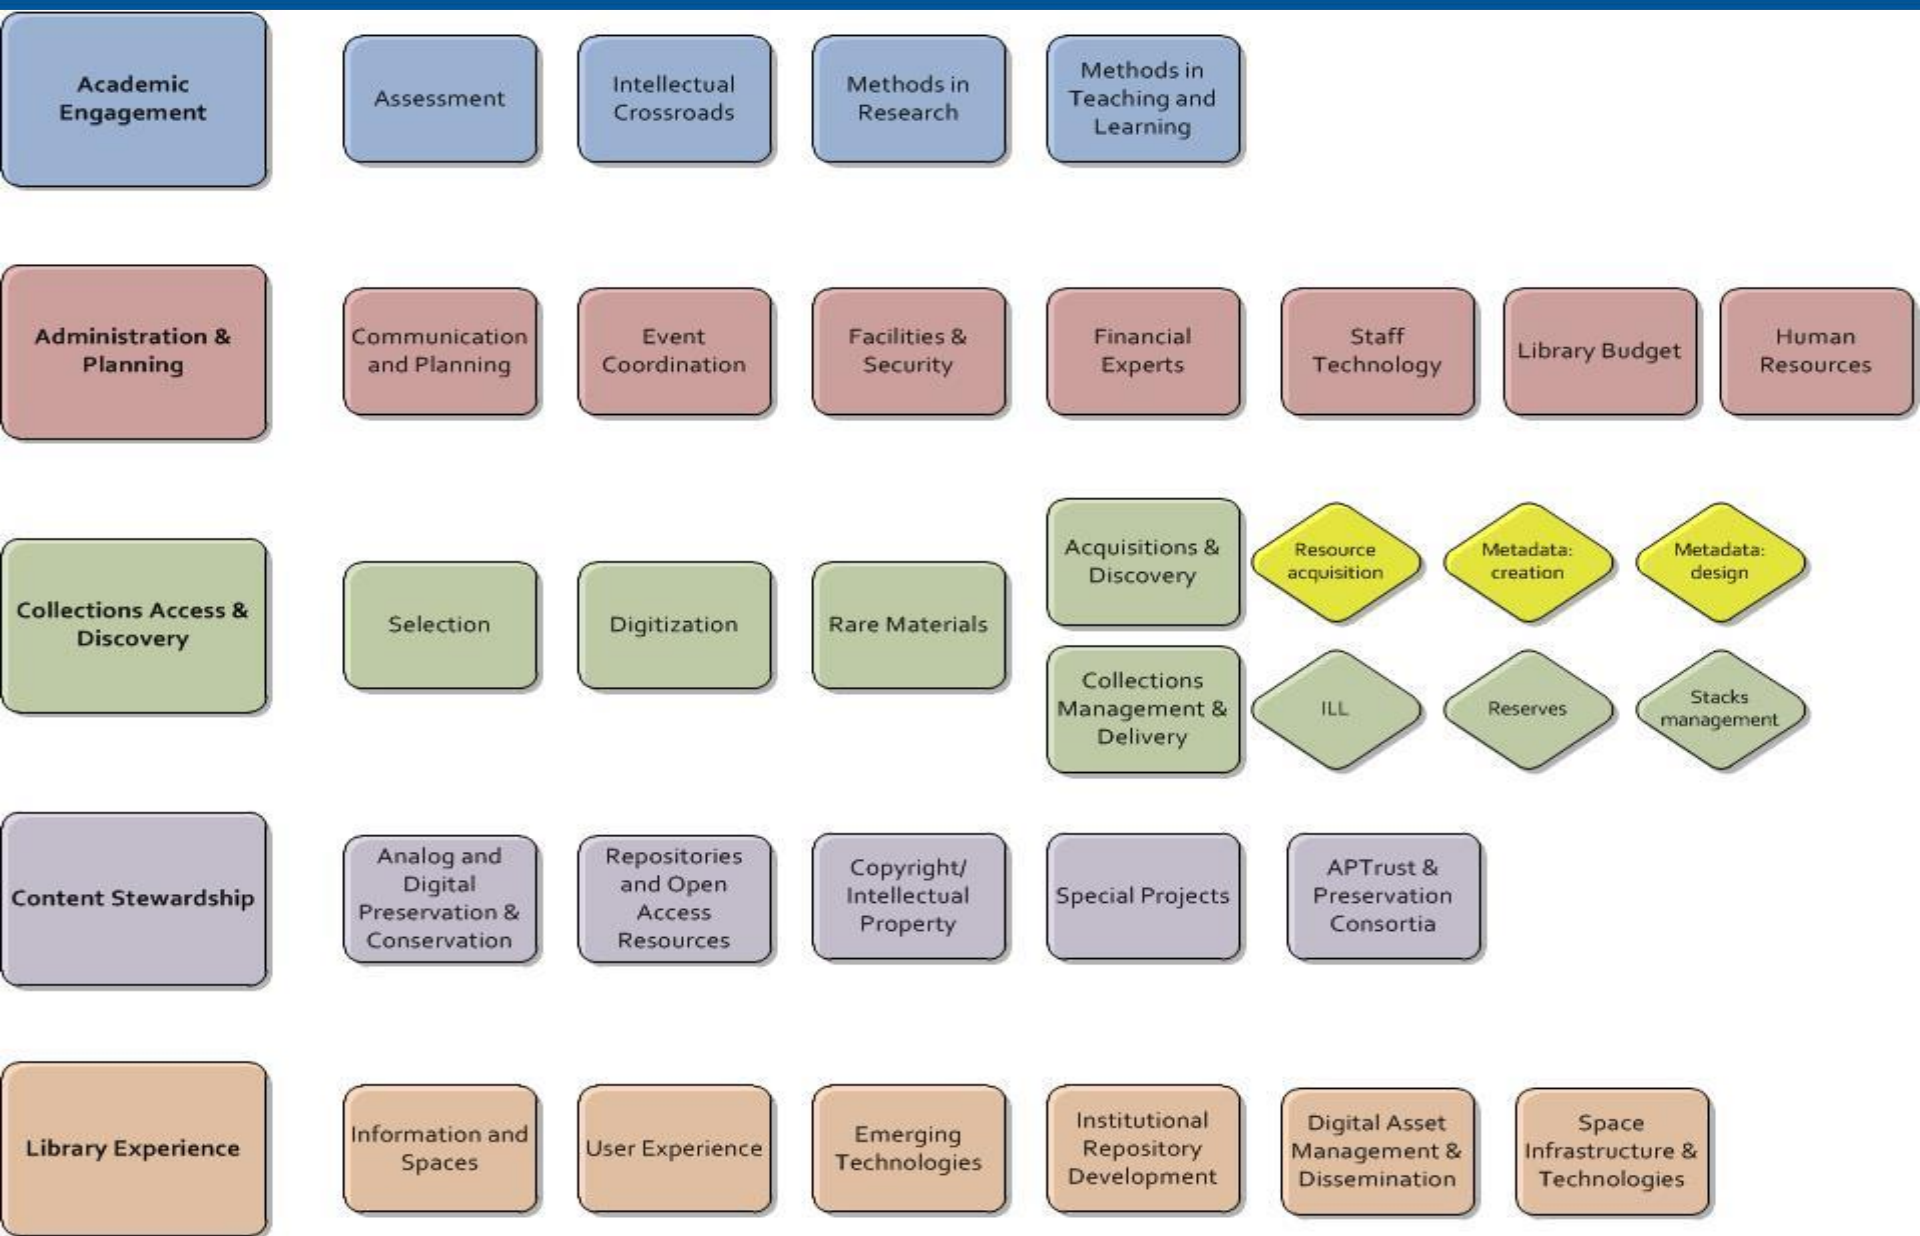 Academic
Engagement
Assessment
Intellectual
Crossroads
Methods in
Research
Methods in
Teaching and
Learning
Administration &
Planning
Communication
and Planning
Event
Coordination
Facilities &
Security
Financial
Experts
Staff
Technology
Library Budget
Human
Resources
Collections Access &
Discovery
Selection
Digitization
Rare Materials
Acquisitions &
Discovery
Resource
acquisition
Metadata:
creation
Metadata:
design
Collections
Management &
Delivery
ILL
Reserves
Stacks
management
Content Stewardship
Analog and
Digital
Preservation &
Conservation
Repositories
and Open
Access
Resources
Copyright/
Intellectual
Property
Special Projects
APTrust &
Preservation
Consortia
Library Experience
Information and
Spaces
User Experience
Emerging
Technologies
Institutional
Repository
Development
Digital Asset
Management &
Dissemination
Space
Infrastructure &
Technologies